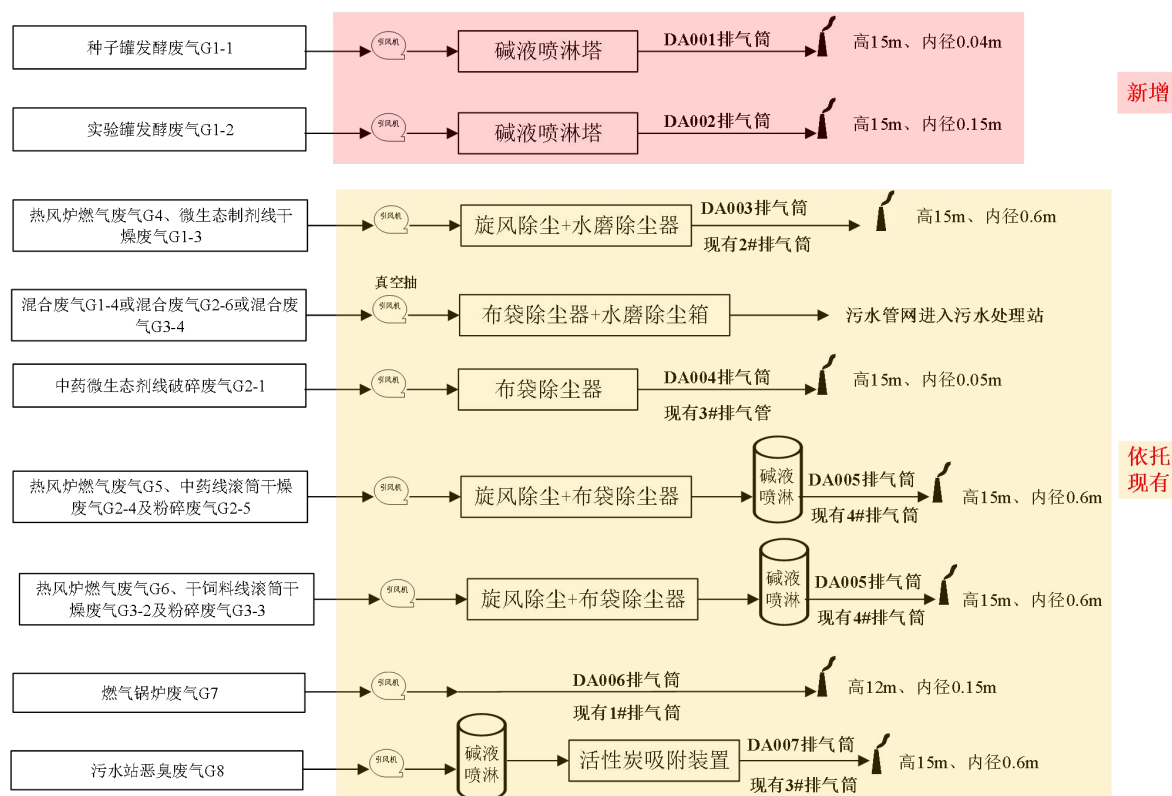 种子罐发酵废气G1-1
引风机
碱液喷淋塔
DA001排气筒
高15m、内径0.04m
新增
实验罐发酵废气G1-2
引风机
碱液喷淋塔
DA002排气筒
高15m、内径0.15m
热风炉燃气废气G4、微生态制剂线干
燥废气G1-3
引风机
旋风除尘+水磨除尘器
DA003排气筒
现有2#排气筒
高15m、内径0.6m
混合废气G1-4或混合废气G2-6或混合废
气G3-4
真空抽
引风机
布袋除尘器+水磨除尘箱
污水管网进入污水处理站
中药微生态剂线破碎废气G2-1
引风机
布袋除尘器
DA004排气筒
现有3#排气管
高15m、内径0.05m
依托
现有
热风炉燃气废气G5、中药线滚筒干燥
废气G2-4及粉碎废气G2-5
引风机
旋风除尘+布袋除尘器
碱液
喷淋
DA005排气筒
现有4#排气筒
高15m、内径0.6m
热风炉燃气废气G6、干饲料线滚筒干
燥废气G3-2及粉碎废气G3-3
引风机
旋风除尘+布袋除尘器
碱液
喷淋
DA005排气筒
现有4#排气筒
高15m、内径0.6m
燃气锅炉废气G7
引风机
DA006排气筒
现有1#排气筒
高12m、内径0.15m
污水站恶臭废气G8
引风机
碱液
喷淋
活性炭吸附装置
DA007排气筒
现有3#排气筒
高15m、内径0.6m